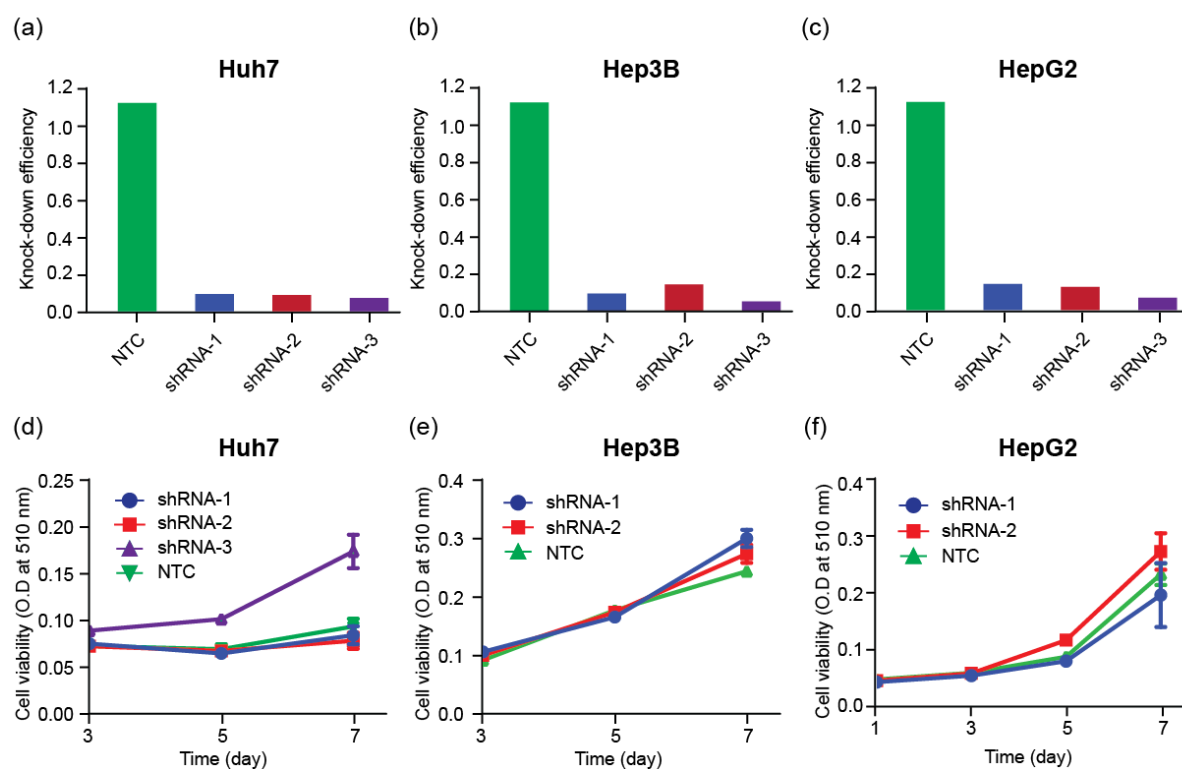 (a)
Huh7
Knock-down efficiency
1.2
1.0
0.8
0.6
0.4
0.2
0.0
NTC
shRNA-1
shRNA-2
shRNA-3
(b)
Hep3B
Knock-down efficiency
1.2
1.0
0.8
0.6
0.4
0.2
0.0
NTC
shRNA-1
shRNA-2
shRNA-3
(c)
HepG2
Knock-down efficiency
1.2
1.0
0.8
0.6
0.4
0.2
0.0
NTC
shRNA-1
shRNA-2
shRNA-3
(d)
Huh7
Cell viability (O.D at 510 nm)
0.25
0.20
0.15
0.10
0.05
0.00
shRNA-1
shRNA-2
shRNA-3
NTC
3 5 7
Time (day)
(e)
Hep3B
Cell viability (O.D at 510 nm)
0.4
0.3
0.2
0.1
0.0
shRNA-1
shRNA-2
NTC
3 5 7
Time (day)
(f)
HepG2
Cell viability (O.D at 510 nm)
0.4
0.3
0.2
0.1
0.0
shRNA-1
shRNA-2
NTC
1 3 5 7
Time (day)